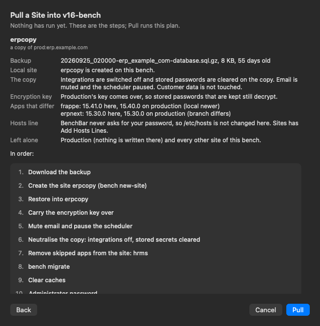 Pull a Site into v16-bench
Nothing has run yet. These are the steps; Pull runs this plan.
erpcopy
a copy of prod:erp.example.com
Backup 20260925_020000-erp_example_com-database.sql.gz, 8 KB, 55 days old
Local site erpcopy is created on this bench.
The copy Integrations are switched off and stored passwords are cleared on the copy. Email is
muted and the scheduler paused. Customer data is not touched.
Encryption key Production's key comes over, so stored passwords that are kept still decrypt.
Apps that differ frappe: 15.41.0 here, 15.40.0 on production (local newer)
erpnext: 15.30.0 here, 15.30.0 on production (branch differs)
Hosts line BenchBar never asks for your password, so /etc/hosts is not changed here. Sites has
Add Hosts Lines.
Left alone Production (nothing is written there) and every other site of this bench.
In order:
1. Download the backup
2. Create the site erpcopy (bench new-site)
3. Restore into erpcopy
4. Carry the encryption key over
5. Mute email and pause the scheduler
6. Neutralise the copy: integrations off, stored secrets cleared
7. Remove skipped apps from the site: hrms
8. bench migrate
9. Clear caches
10. Administrator password
Back Cancel Pull